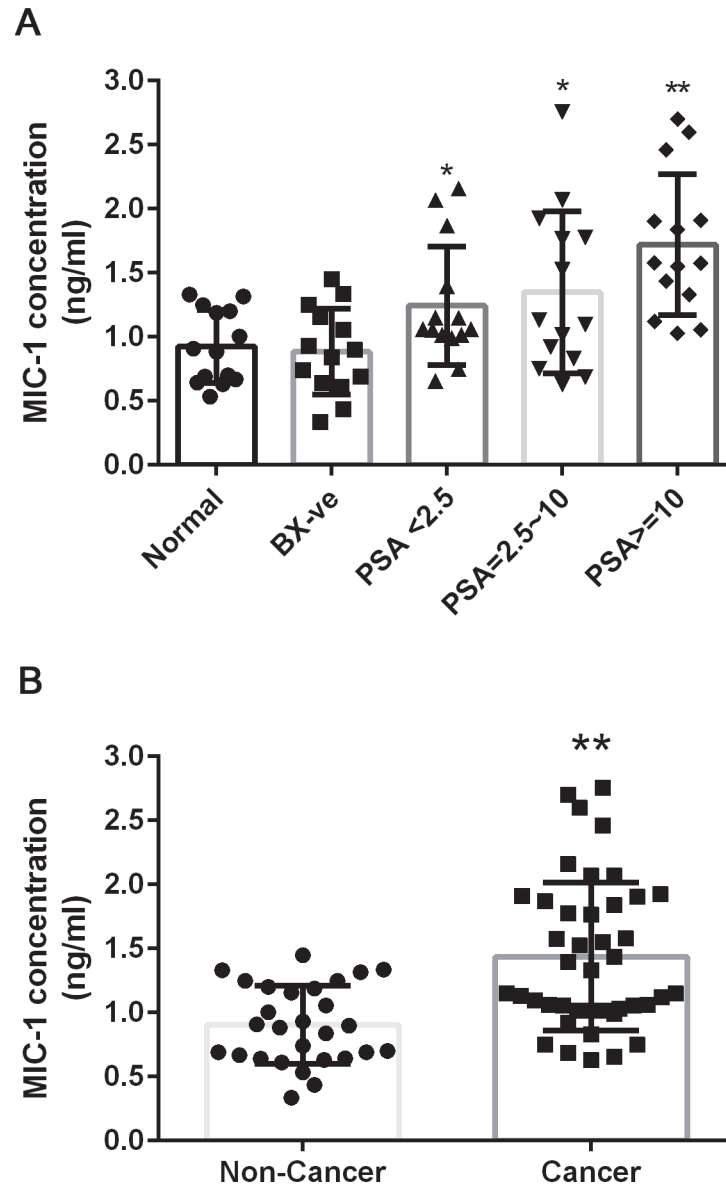 A
MIC-1 concentration
(ng/ml)
3.0
2.5
2.0
1.5
1.0
0.5
0.0
*
*
**
Normal
BX-ve
PSA <2.5
PSA=2.5~10
PSA>=10
B
MIC-1 concentration
(ng/ml)
3.0
2.5
2.0
1.5
1.0
0.5
0.0
**
Non-Cancer
Cancer